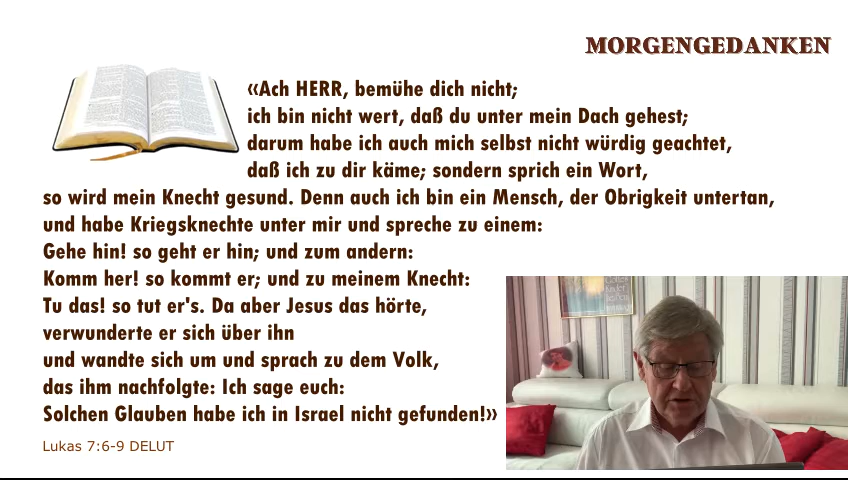 MORGENGEDANKEN
«Ach HERR, bemühe dich nicht;
ich bin nicht wert, daß du unter mein Dach gehest;
darum habe ich auch mich selbst nicht würdig geachtet,
daß ich zu dir käme; sondern sprich ein Wort,
so wird mein Knecht gesund. Denn auch ich bin ein Mensch, der Obrigkeit untertan,
und habe Kriegsknechte unter mir und spreche zu einem:
Gehe hin! so geht er hin; und zum andern:
Komm her! so kommt er; und zu meinem Knecht:
Tu das! so tut er's. Da aber Jesus das hörte,
verwunderte er sich über ihn
und wandte sich um und sprach zu dem Volk,
das ihm nachfolgte: Ich sage euch:
Solchen Glauben habe ich in Israel nicht gefunden!»
Lukas 7:6-9 DELUT